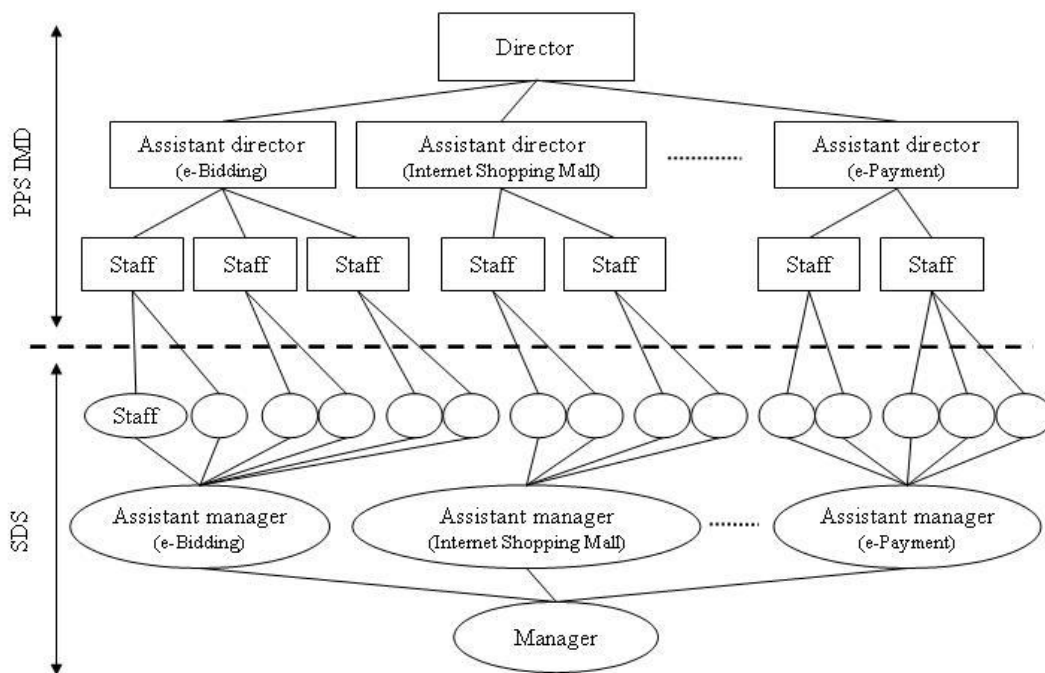 Director
PPS IMD
Assistant director
(e-Bidding)
Assistant director
(Internet Shopping Mall)
Assistant director
(e-Payment)
Staff
Staff
Staff
Staff
Staff
Staff
Staff
SDS
Staff
Assistant manager
(e-Bidding)
Assistant manager
(Internet Shopping Mall)
Assistant manager
(e-Payment)
Manager